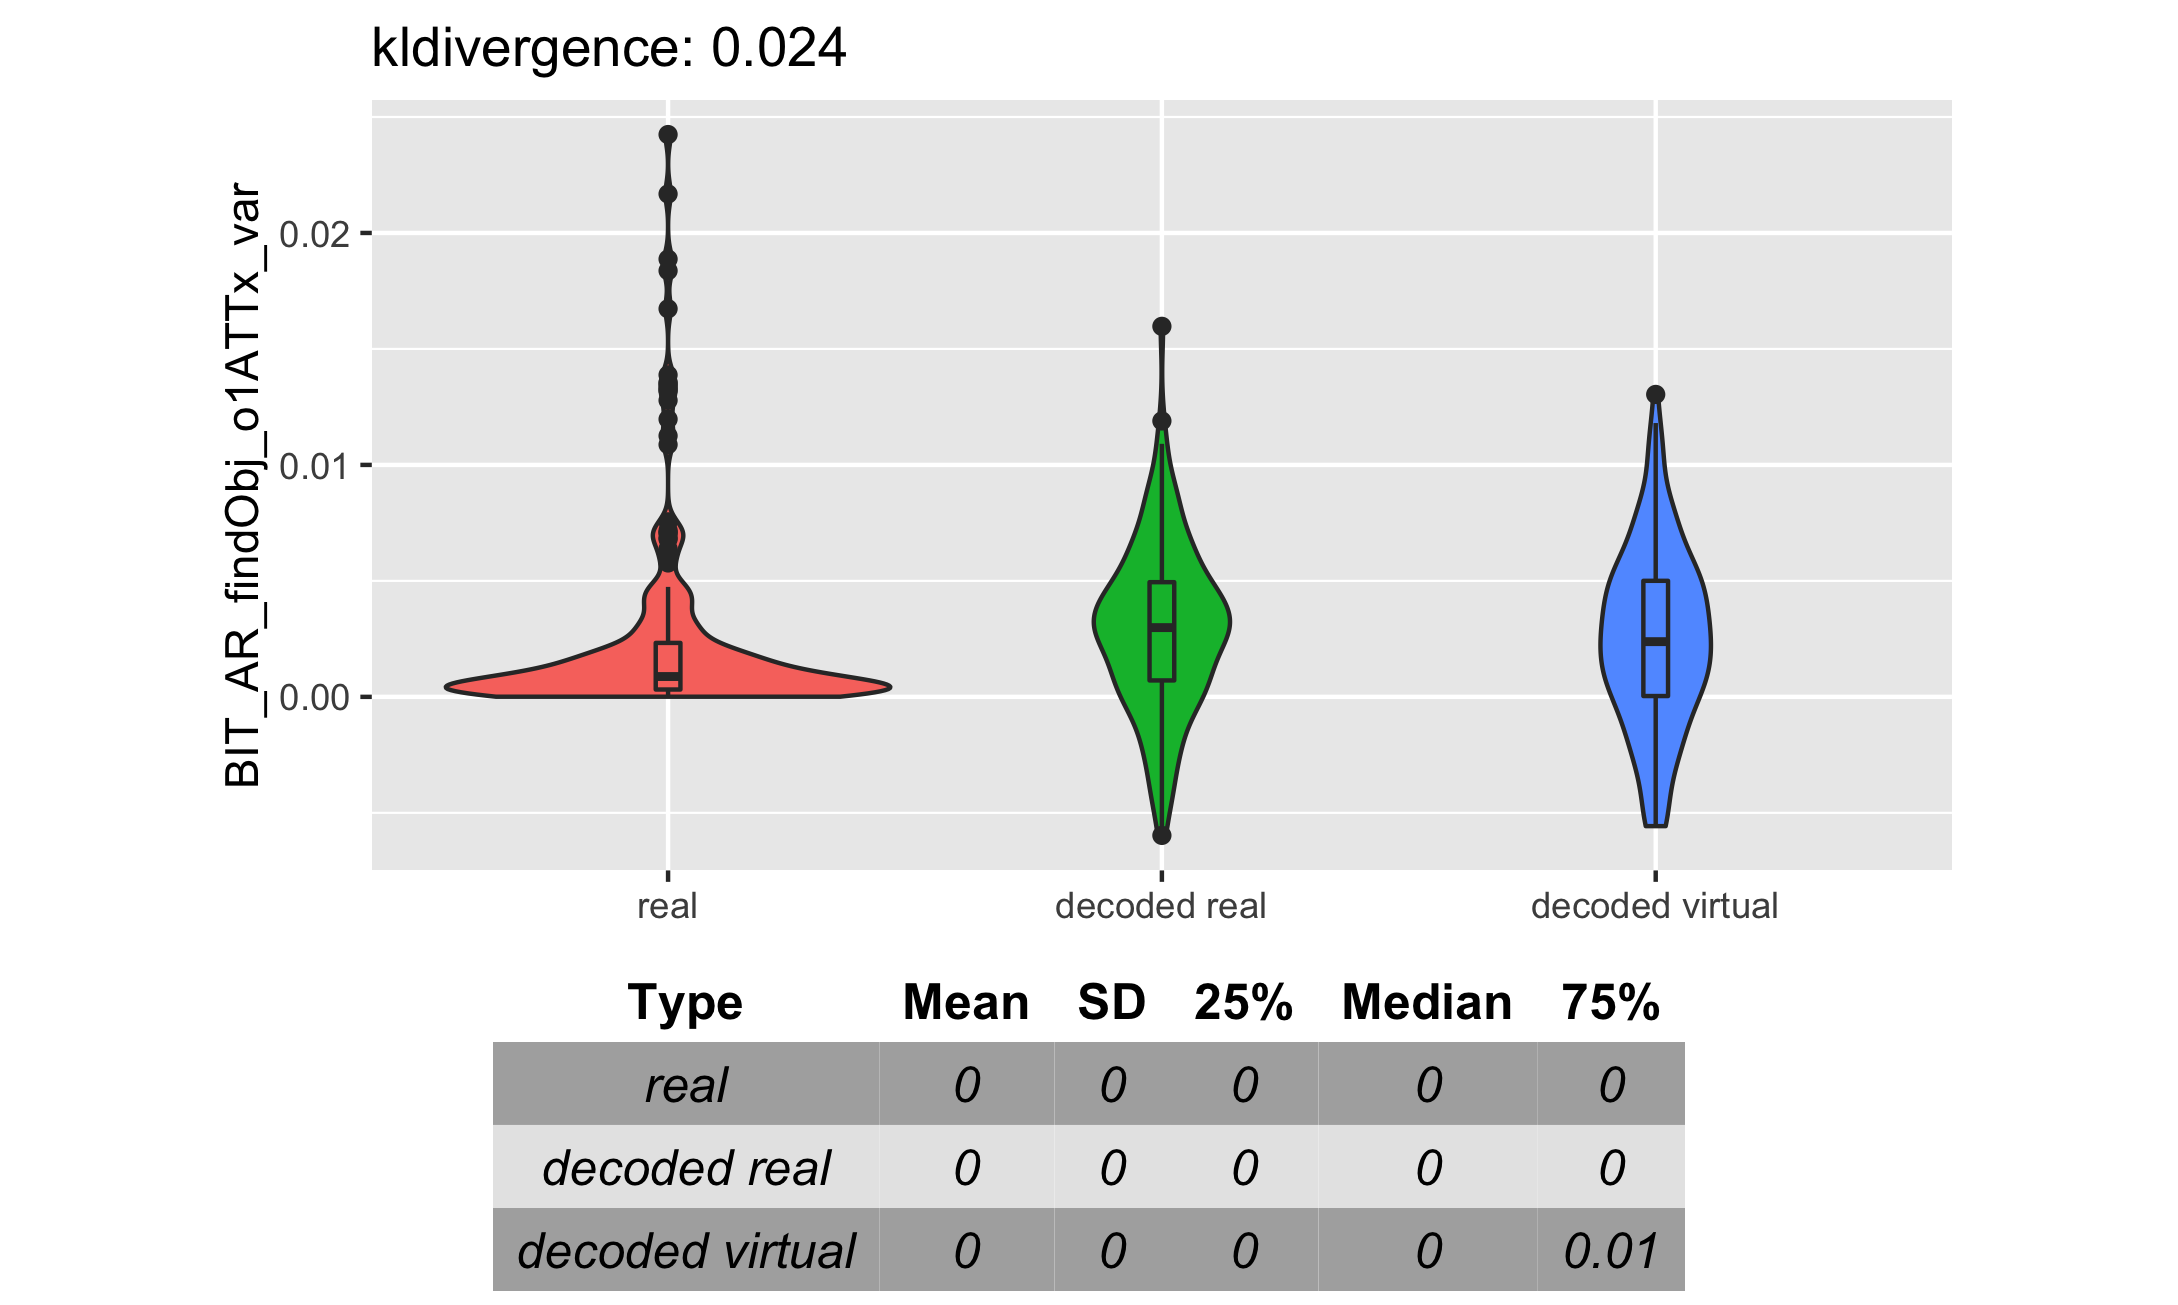 kldivergence: 0.024
BIT_AR_findObj_o1ATTx_var
0.02
0.01
0.00
real decoded real decoded virtual
Type Mean SD 25% Median 75%
real 0 0 0 0 0
decoded real 0 0 0 0 0
decoded virtual 0 0 0 0 0.01